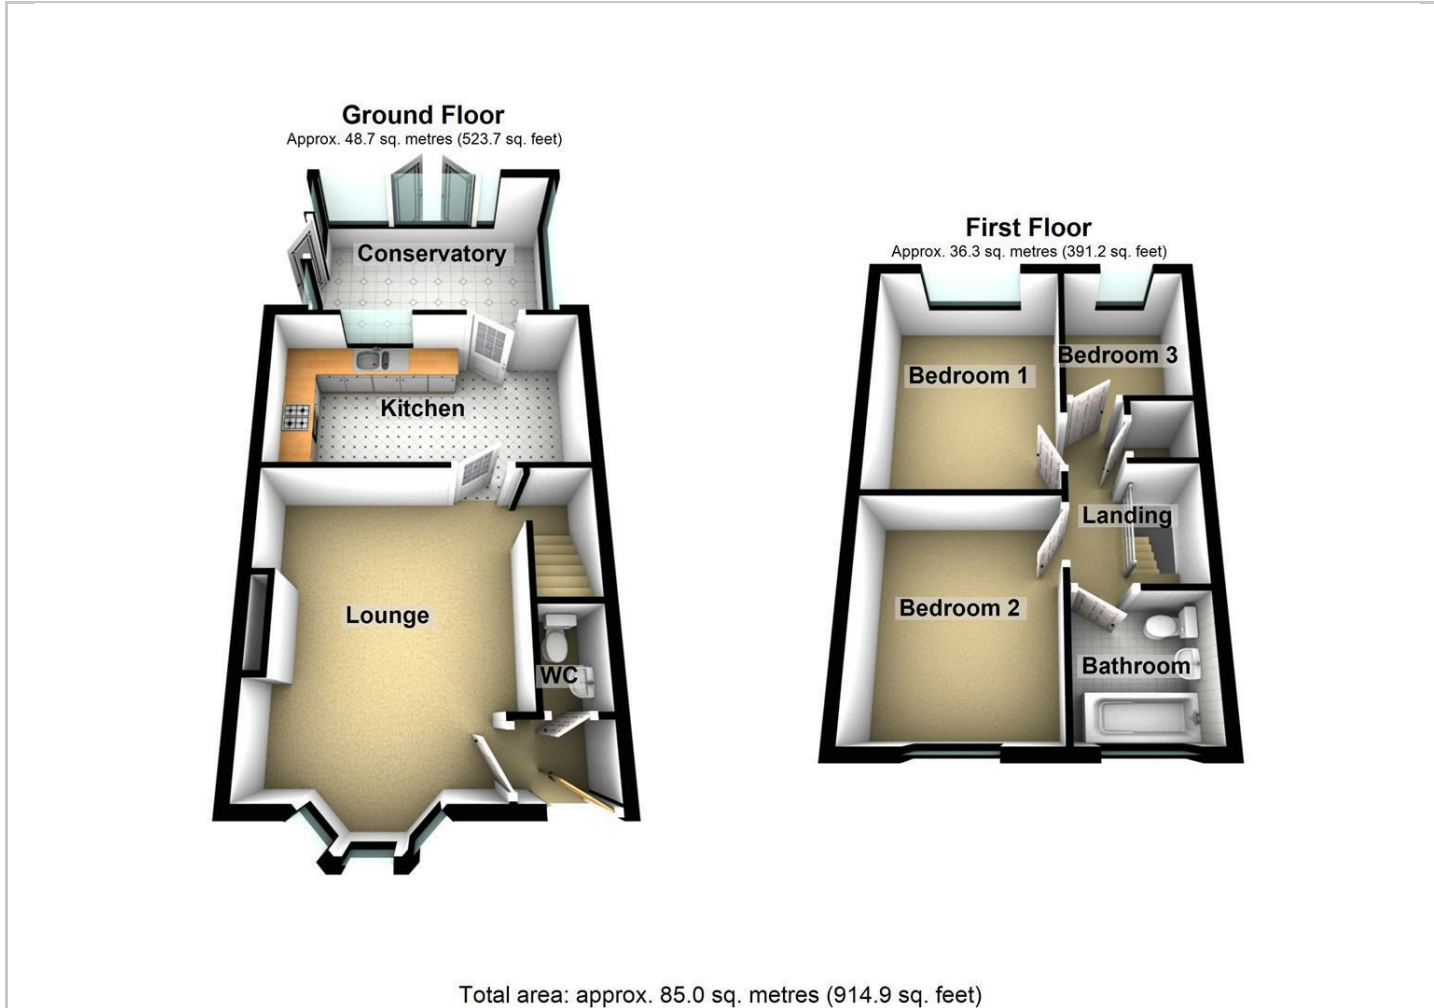 Ground Floor
Approx. 48.7 sq. metres (523.7 sq. feet)
Conservatory
Kitchen
Lounge
WC
First Floor
Approx. 36.3 sq. metres (391.2 sq. feet)
Bedroom 3
Bedroom 1
Landing
Bedroom 2
Bathroom
Total area: approx. 85.0 sq. metres (914.9 sq. feet)